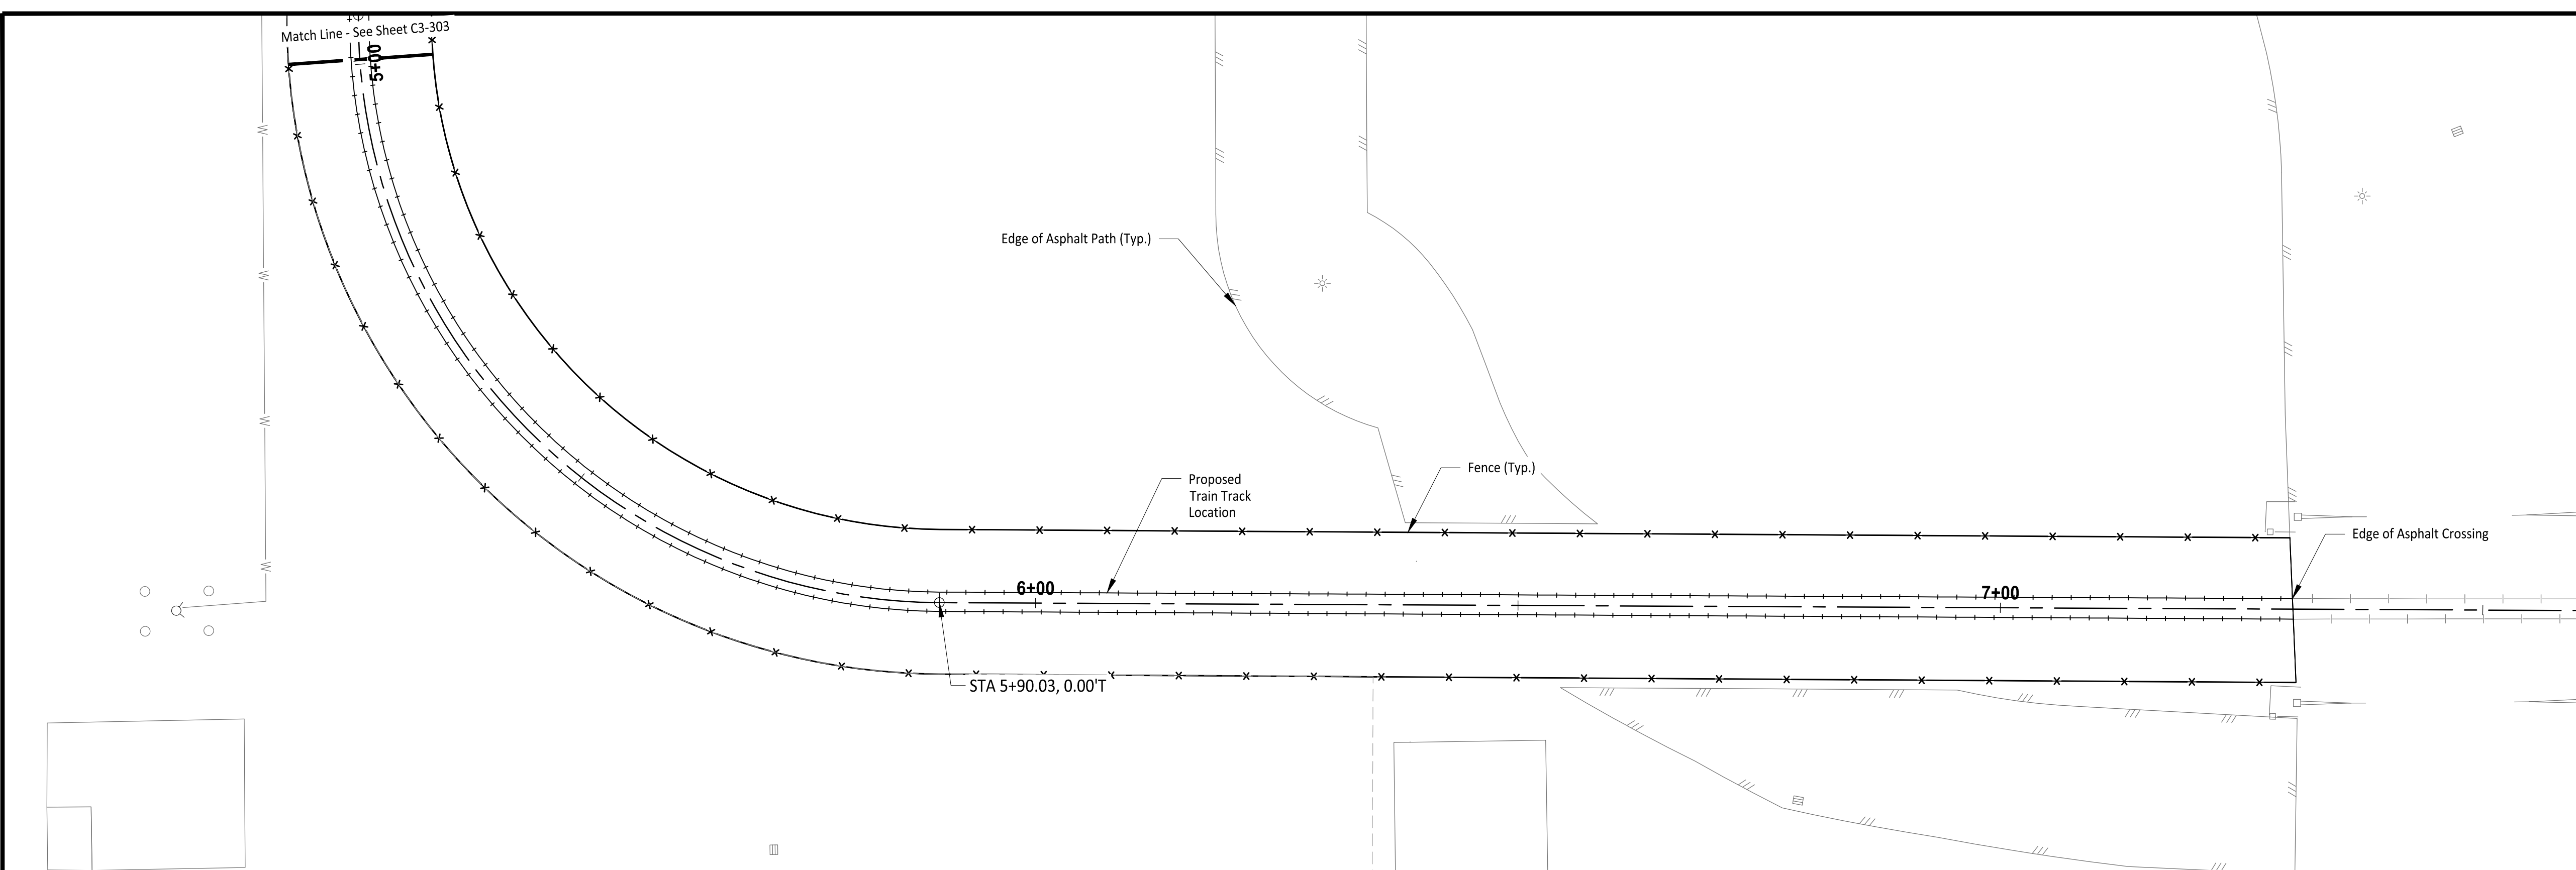 Match Line - See Sheet C3-303
5+00
Edge of Asphalt Path (Typ.)
Fence (Typ.)
Proposed
Train Track
Location
Edge of Asphalt Crossing
6+00
7+00
STA 5+90.03, 0.00'T